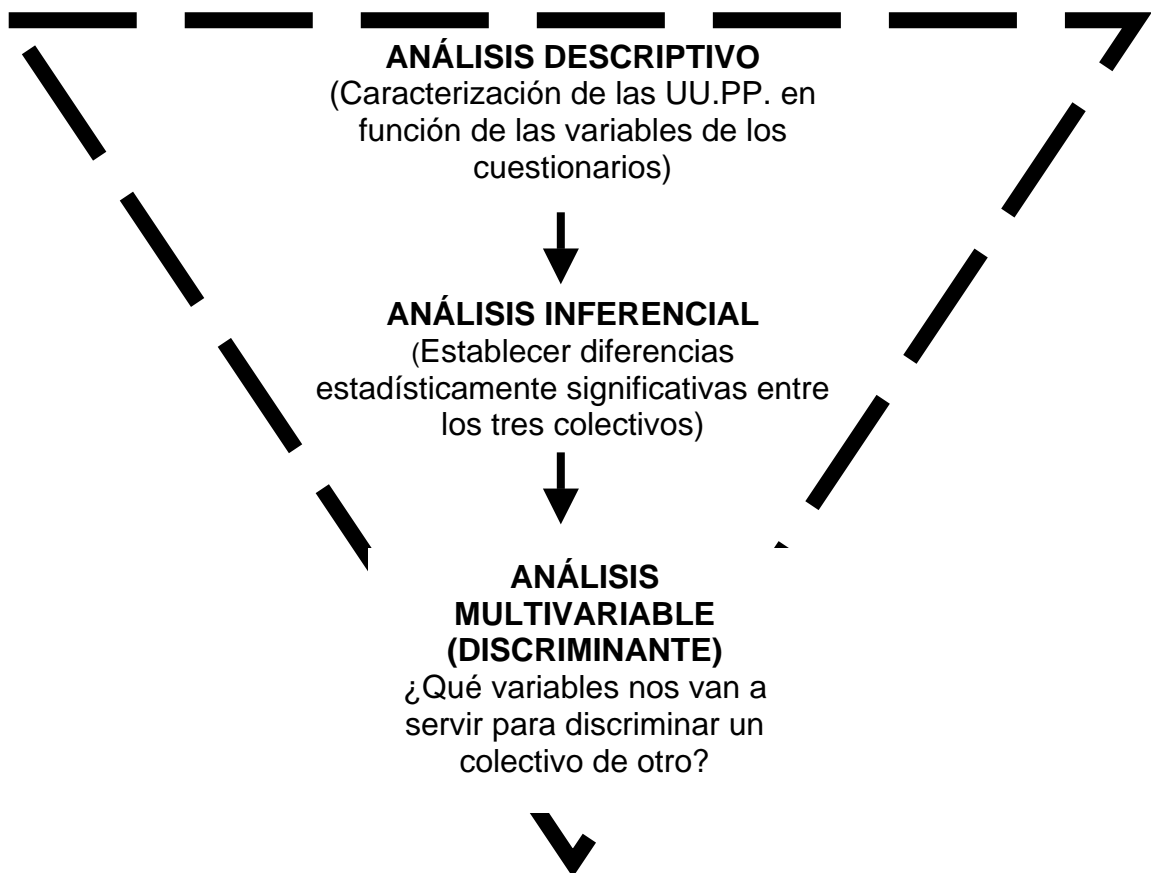 ANÁLISIS DESCRIPTIVO
(Caracterización de las UU.PP. en
función de las variables de los
cuestionarios)
ANÁLISIS INFERENCIAL
(Establecer diferencias
estadísticamente significativas entre
los tres colectivos)
ANÁLISIS
MULTIVARIABLE
(DISCRIMINANTE)
¿Qué variables nos van a
servir para discriminar un
colectivo de otro?